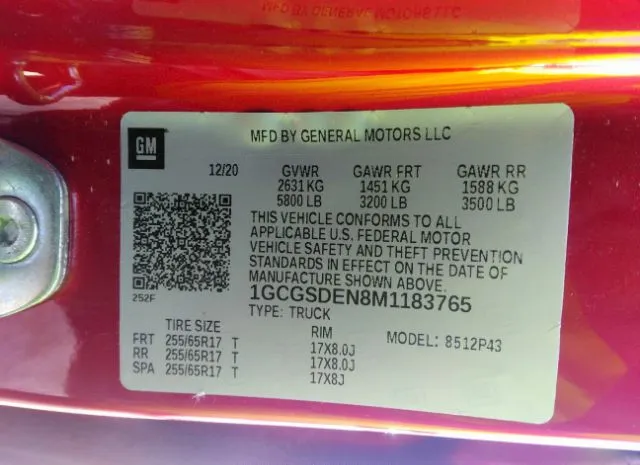 GM
MFD BY GENERAL MOTORS LLC
12/20 GVWR GAWR FRT GAWR RR
2631 KG 1451 KG 1588 KG
5800 LB 3200 LB 3500 LB
THIS VEHICLE CONFORMS TO ALL
APPLICABLE U.S. FEDERAL MOTOR
VEHICLE SAFETY AND THEFT PREVENTION
STANDARDS IN EFFECT ON THE DATE OF
MANUFACTURE SHOWN ABOVE.
252F
1GCGSDEN8M1183765
TYPE: TRUCK
TIRE SIZE RIM MODEL: 8512P43
FRT 255/65R17 T 17X8.0J
RR 255/65R17 T 17X8.0J
SPA 255/65R17 T 17X8J